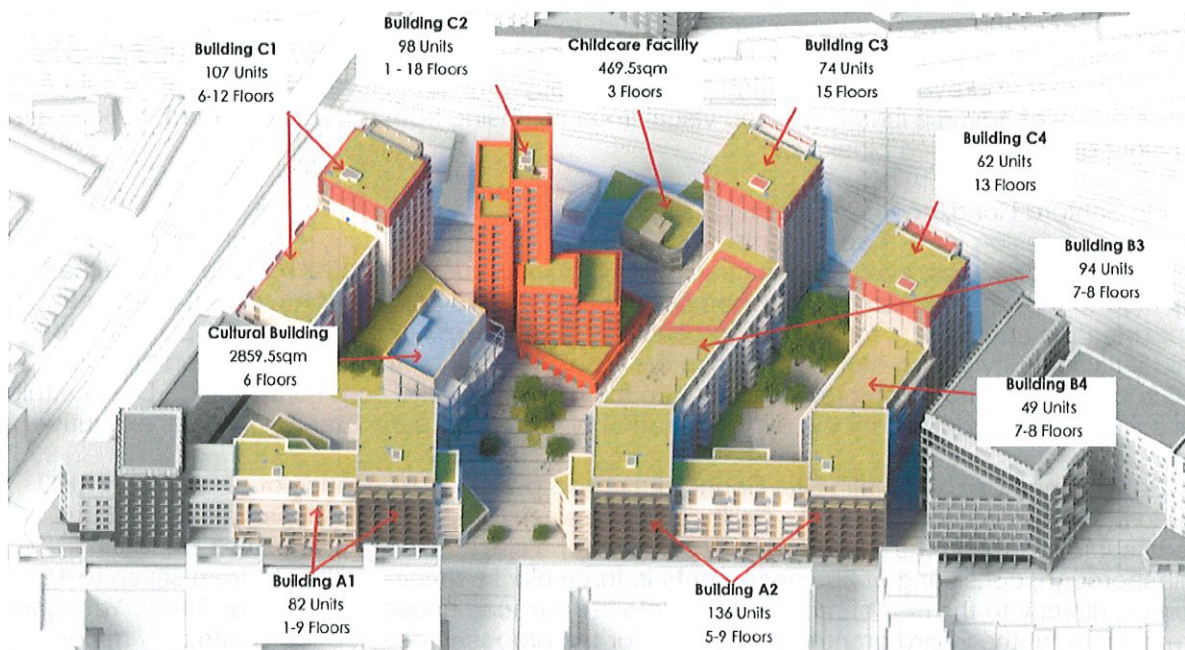 Building C1
107 Units
6-12 Floors
Building C2
98 Units
1 - 18 Floors
Childcare Facility
469.5sqm
3 Floors
Building C3
74 Units
15 Floors
Building C4
62 Units
13 Floors
Building B3
94 Units
7-8 Floors
Cultural Building
2859.5sqm
6 Floors
Building B4
49 Units
7-8 Floors
Building A1
82 Units
1-9 Floors
Building A2
136 Units
5-9 Floors